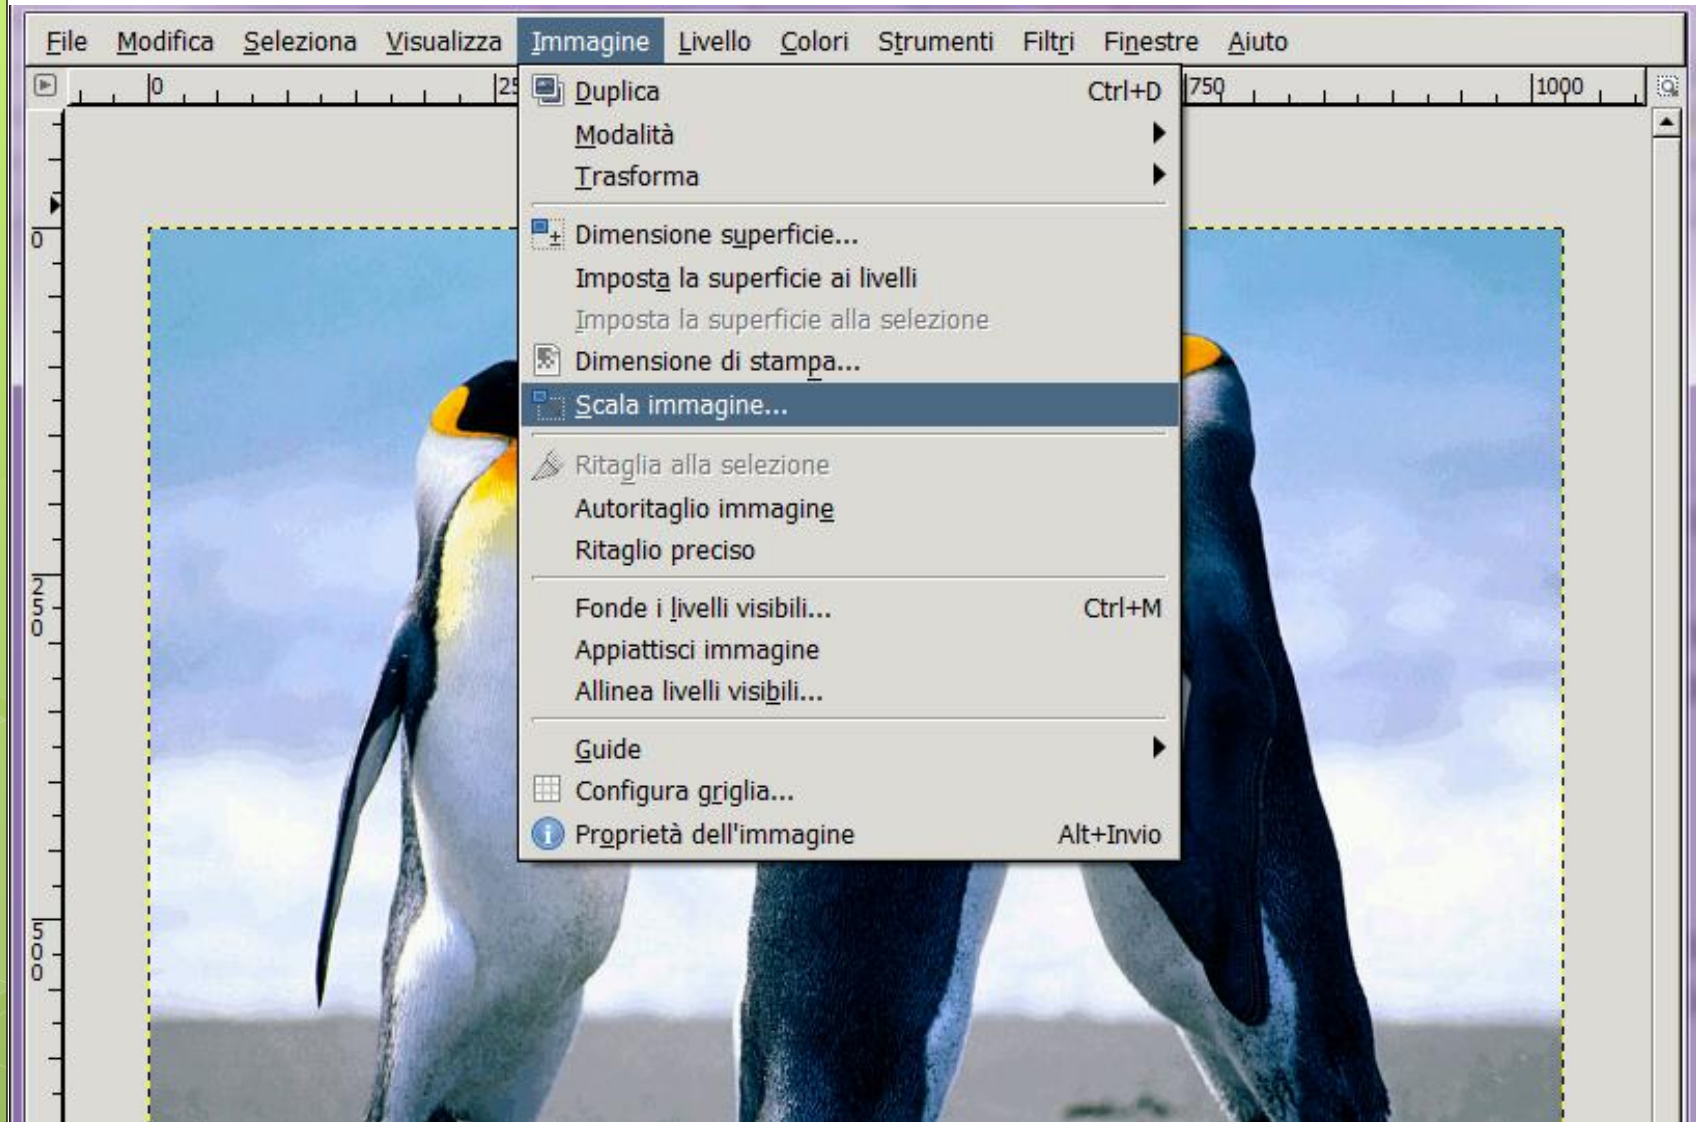 File Modifica Seleziona Visualizza Immagine Livello Colori Strumenti Filtri Finestre Aiuto
0 25 750 1000
Duplica Ctrl+D
Modalità
Trasforma
0
Dimensione superficie...
Imposta la superficie ai livelli
Imposta la superficie alla selezione
Dimensione di stampa...
Scala immagine...
Ritaglia alla selezione
Autoritaglio immagine
Ritaglio preciso
250
Fonde i livelli visibili... Ctrl+M
Appiattisci immagine
Allinea livelli visibili...
Guide
Configura griglia...
Proprietà dell'immagine Alt+Invio
500